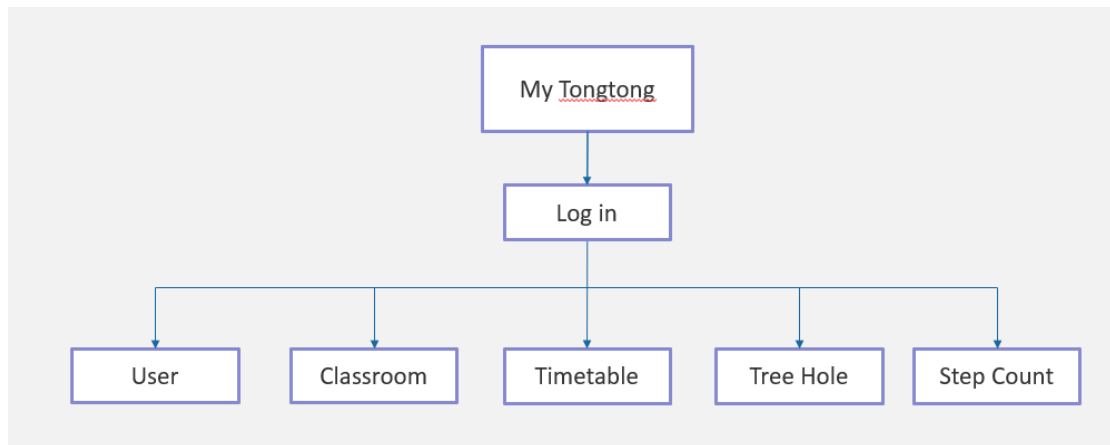 My Tongtong
Log in
User
Classroom
Timetable
Tree Hole
Step Count